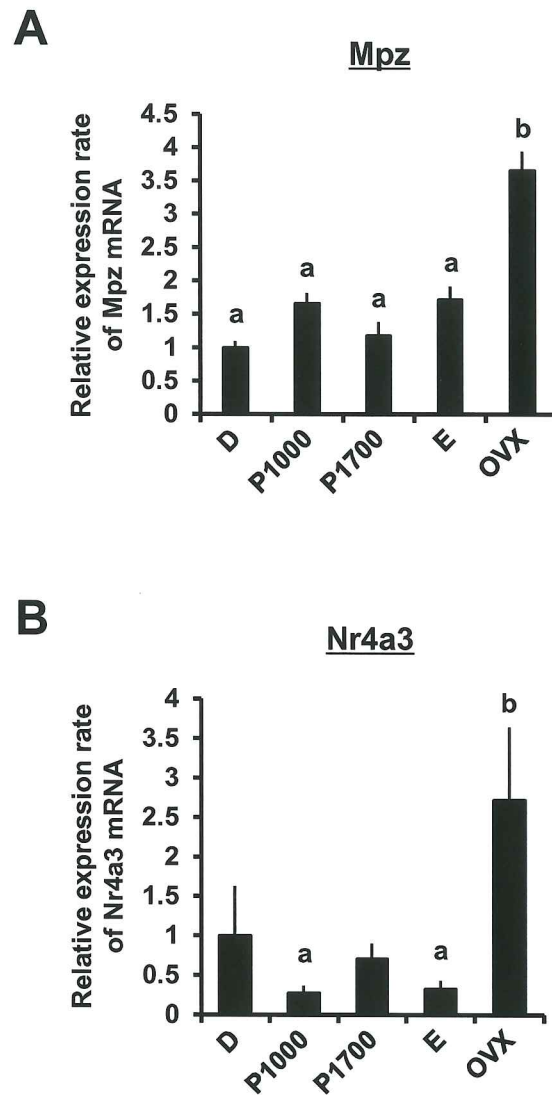 A
Mpz
Relative expression rate
of Mpz mRNA
4.5
4
3.5
3
2.5
2
1.5
1
0.5
0
a
a
a
a
b
D
P1000
P1700
E
OVX
B
Nr4a3
Relative expression rate
of Nr4a3 mRNA
4
3.5
3
2.5
2
1.5
1
0.5
0
a
a
b
D
P1000
P1700
E
OVX